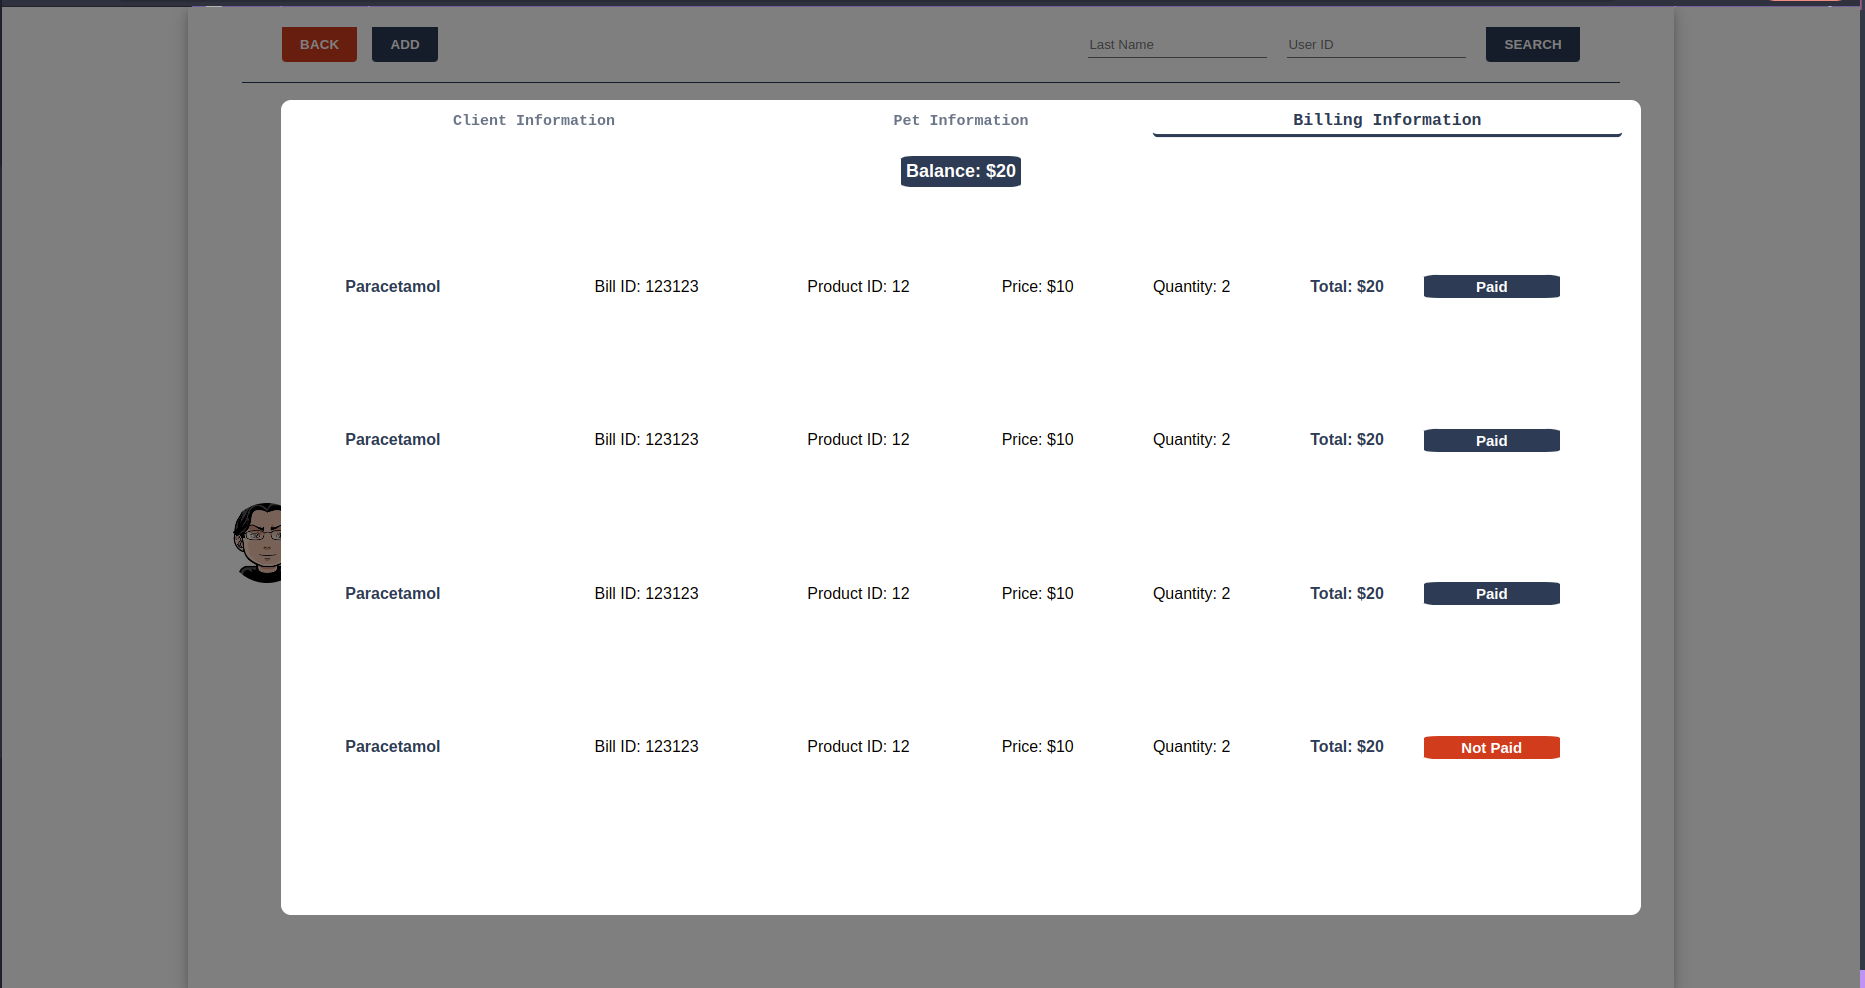 BACK ADD Last Name User ID SEARCH
Client Information Pet Information Billing Information
Balance: $20
Paracetamol Bill ID: 123123 Product ID: 12 Price: $10 Quantity: 2 Total: $20 Paid
Paracetamol Bill ID: 123123 Product ID: 12 Price: $10 Quantity: 2 Total: $20 Paid
Paracetamol Bill ID: 123123 Product ID: 12 Price: $10 Quantity: 2 Total: $20 Paid
Paracetamol Bill ID: 123123 Product ID: 12 Price: $10 Quantity: 2 Total: $20 Not Paid